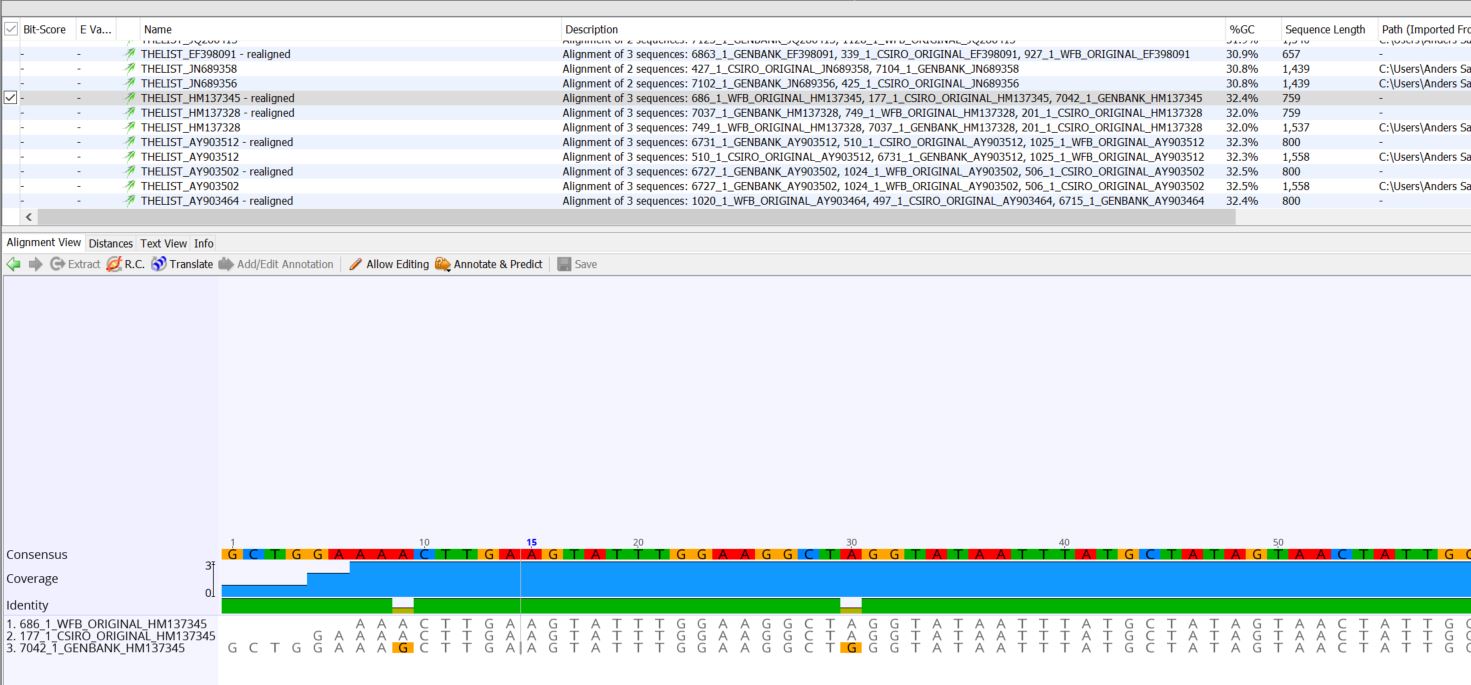 Bit-Score E Va... Name Description %GC Sequence Length Path (Imported Fro
THELIST_EF398091 - realigned Alignment of 3 sequences: 6863_1_GENBANK_EF398091, 339_1_CSIRO_ORIGINAL_EF398091, 927_1_WFB_ORIGINAL_EF398091 30.9% 657 -
- - THELIST_JN689358 Alignment of 2 sequences: 427_1_CSIRO_ORIGINAL_JN689358, 7104_1_GENBANK_JN689358 30.8% 1,439 C:\Users\Anders Sa
- - THELIST_JN689356 Alignment of 2 sequences: 7102_1_GENBANK_JN689356, 425_1_CSIRO_ORIGINAL_JN689356 30.8% 1,439 C:\Users\Anders Sa
- - THELIST_HM137345 - realigned Alignment of 3 sequences: 686_1_WFB_ORIGINAL_HM137345, 177_1_CSIRO_ORIGINAL_HM137345, 7042_1_GENBANK_HM137345 32.4% 759 -
- - THELIST_HM137328 - realigned Alignment of 3 sequences: 7037_1_GENBANK_HM137328, 749_1_WFB_ORIGINAL_HM137328, 201_1_CSIRO_ORIGINAL_HM137328 32.0% 759 -
- - THELIST_HM137328 Alignment of 3 sequences: 749_1_WFB_ORIGINAL_HM137328, 7037_1_GENBANK_HM137328, 201_1_CSIRO_ORIGINAL_HM137328 32.0% 1,537 C:\Users\Anders Sa
- - THELIST_AY903512 - realigned Alignment of 3 sequences: 6731_1_GENBANK_AY903512, 510_1_CSIRO_ORIGINAL_AY903512, 1025_1_WFB_ORIGINAL_AY903512 32.3% 800 -
- - THELIST_AY903512 Alignment of 3 sequences: 510_1_CSIRO_ORIGINAL_AY903512, 6731_1_GENBANK_AY903512, 1025_1_WFB_ORIGINAL_AY903512 32.3% 1,558 C:\Users\Anders Sa
- - THELIST_AY903502 - realigned Alignment of 3 sequences: 6727_1_GENBANK_AY903502, 1024_1_WFB_ORIGINAL_AY903502, 506_1_CSIRO_ORIGINAL_AY903502 32.5% 800 -
- - THELIST_AY903502 Alignment of 3 sequences: 6727_1_GENBANK_AY903502, 1024_1_WFB_ORIGINAL_AY903502, 506_1_CSIRO_ORIGINAL_AY903502 32.5% 1,558 C:\Users\Anders Sa
- - THELIST_AY903464 - realigned Alignment of 3 sequences: 1020_1_WFB_ORIGINAL_AY903464, 497_1_CSIRO_ORIGINAL_AY903464, 6715_1_GENBANK_AY903464 32.4% 800 -
Alignment View Distances Text View Info
Extract R.C. Translate Add/Edit Annotation Allow Editing Annotate & Predict Save
1 10 15 20 30 40 50
Consensus G C T G G A A A A C T T G A A G T A T T T G G A A G G C T A G G T A T A A T T T A T G C T A T A G T A A C T A T T G G
Coverage 3 0
Identity
1. 686_1_WFB_ORIGINAL_HM137345 A A A C T T G A A G T A T T T G G A A G G C T A G G T A T A A T T T A T G C T A T A G T A A C T A T T G G
2. 177_1_CSIRO_ORIGINAL_HM137345 G A A A A C T T G A A G T A T T T G G A A G G C T A G G T A T A A T T T A T G C T A T A G T A A C T A T T G G
3. 7042_1_GENBANK_HM137345 G C T G G A A A G C T T G A A G T A T T T G G A A G G C T G G G T A T A A T T T A T G C T A T A G T A A C T A T T G G